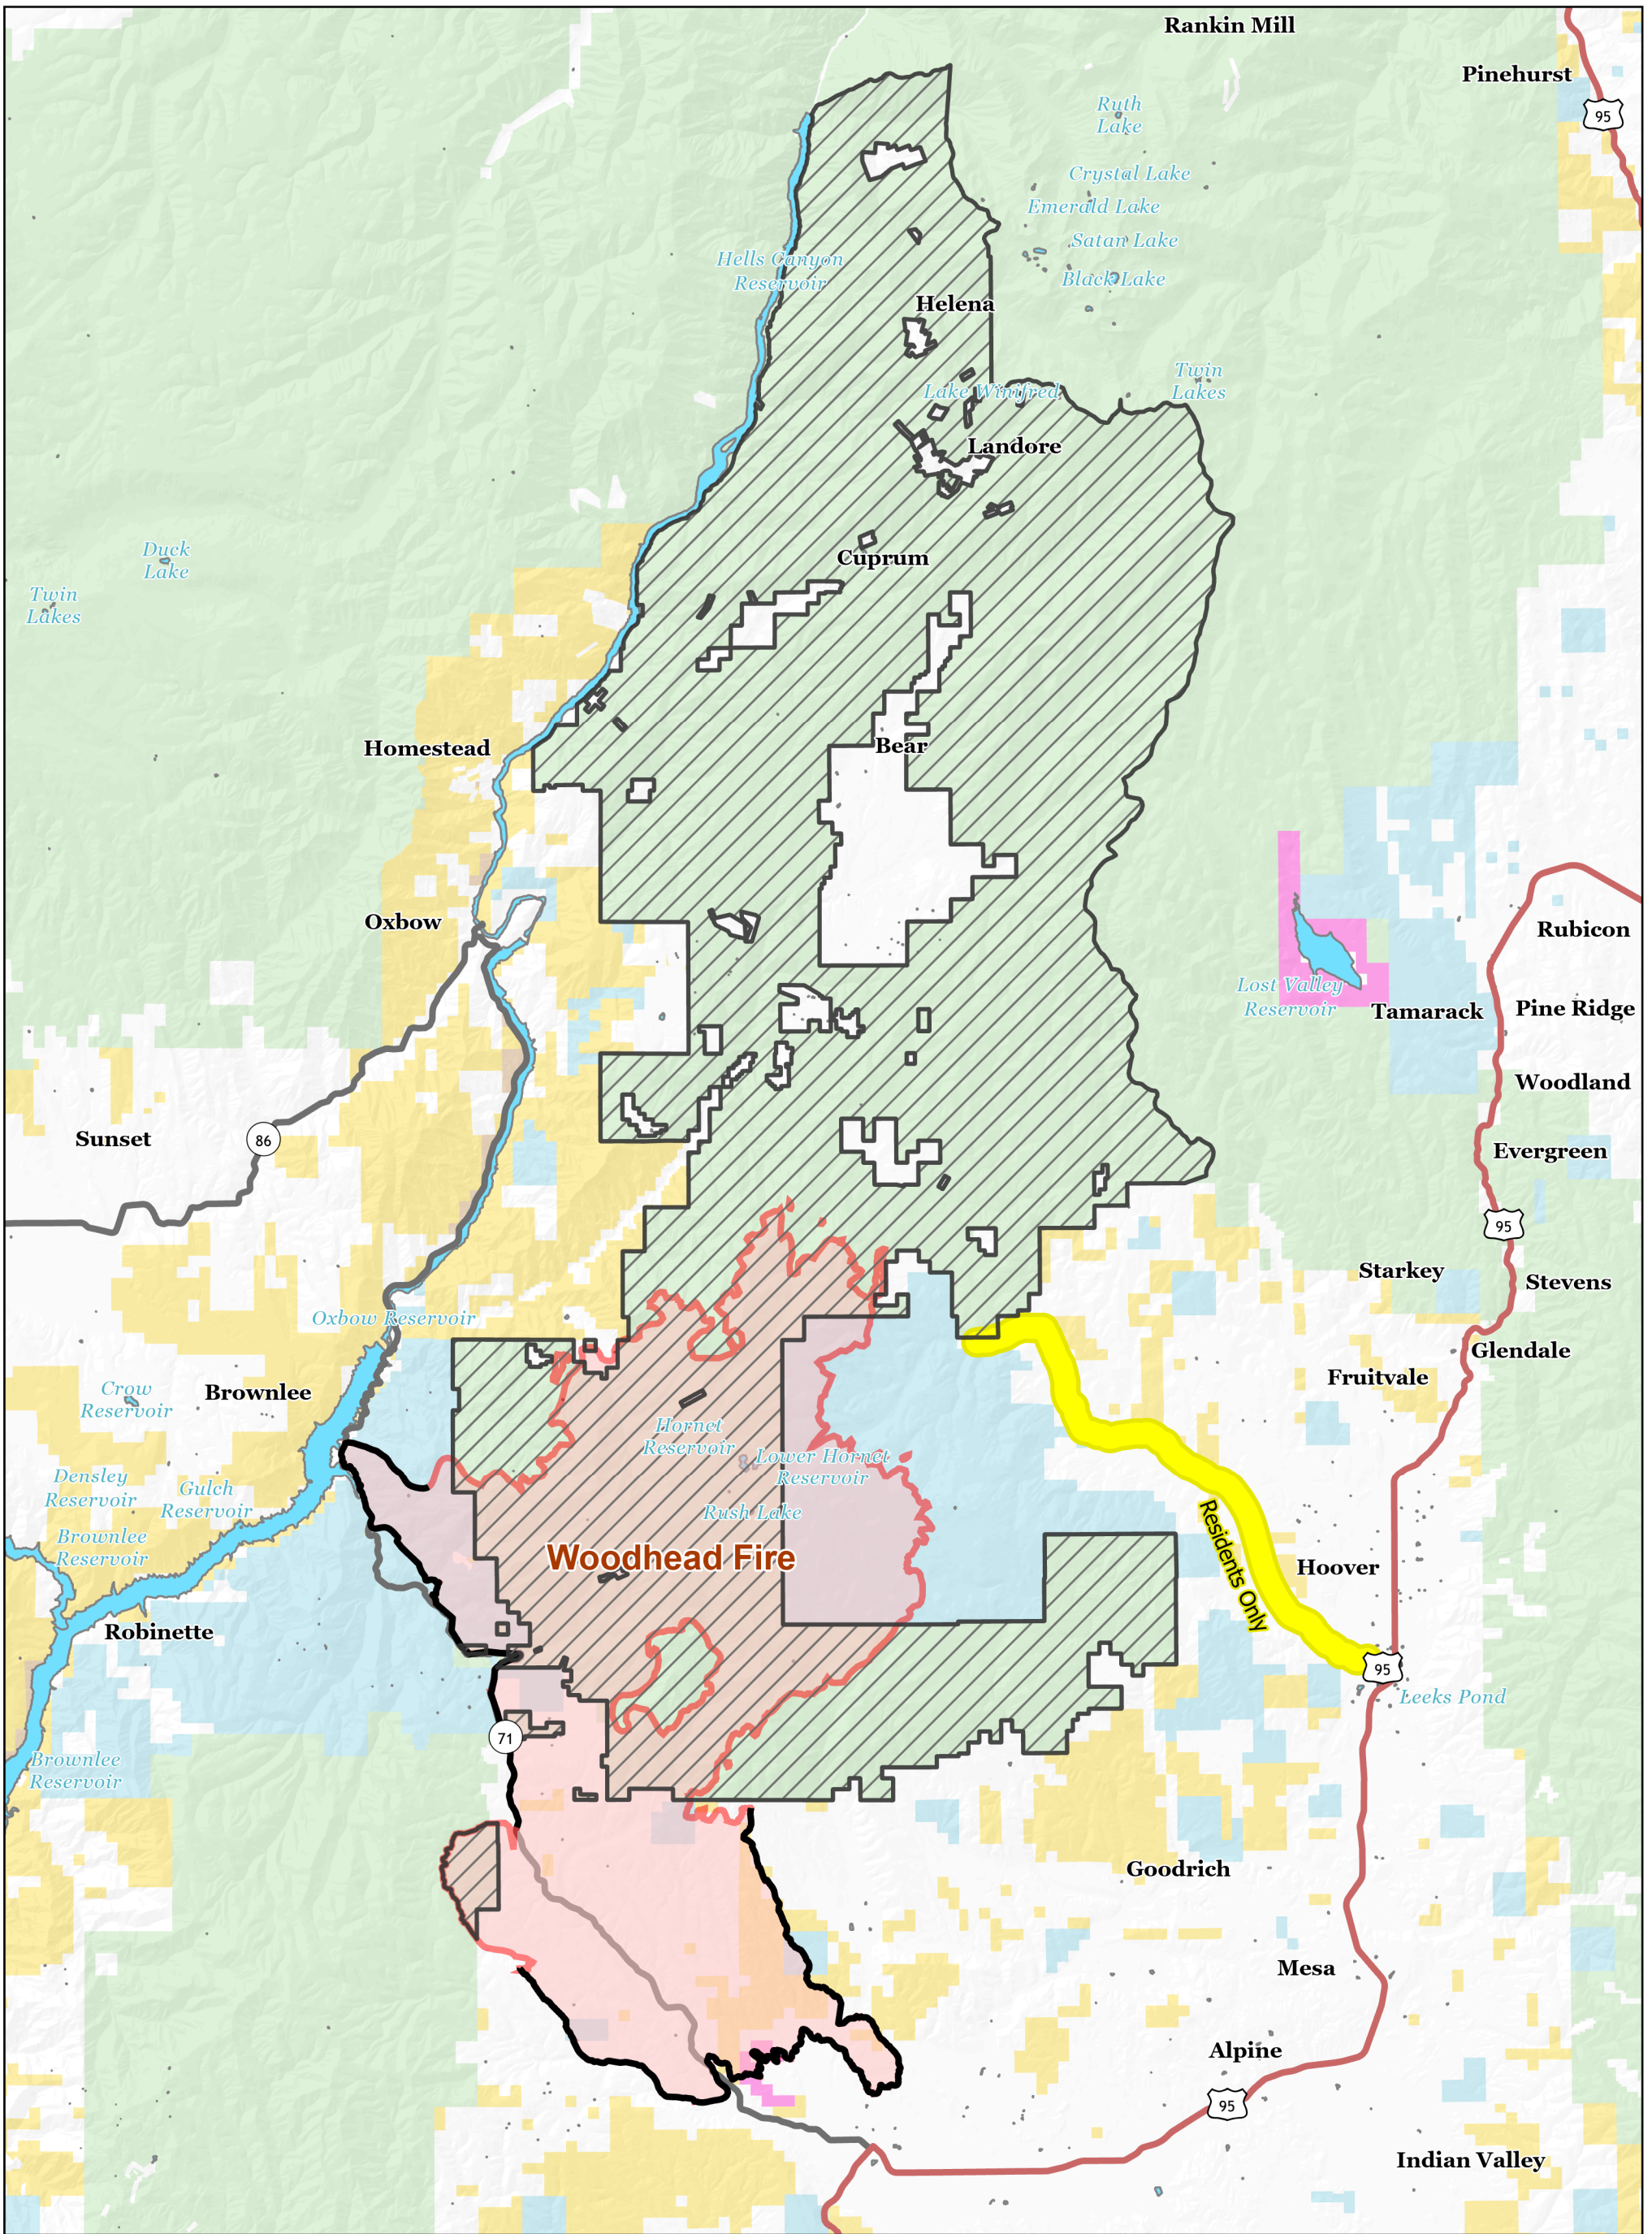 Rankin Mill
Pinehurst
95
Ruth
Lake
Crystal Lake
Emerald Lake
Satan Lake
Black Lake
Hells Canyon
Reservoir
Helena
Lake Winifred
Twin
Lakes
Landore
Duck
Lake
Cuprum
Twin
Lakes
Homestead
Bear
Oxbow
Rubicon
Lost Valley
Reservoir
Tamarack
Pine Ridge
Woodland
Sunset
86
Evergreen
95
Starkey
Stevens
Oxbow Reservoir
Glendale
Fruitvale
Crow
Reservoir
Brownlee
Hornet
Reservoir
Lower Hornet
Reservoir
Densley
Reservoir
Gulch
Reservoir
Rush Lake
Brownlee
Reservoir
Woodhead Fire
Residents Only
Hoover
Robinette
95
Leeks Pond
71
Brownlee
Reservoir
Goodrich
Mesa
Alpine
95
Indian Valley